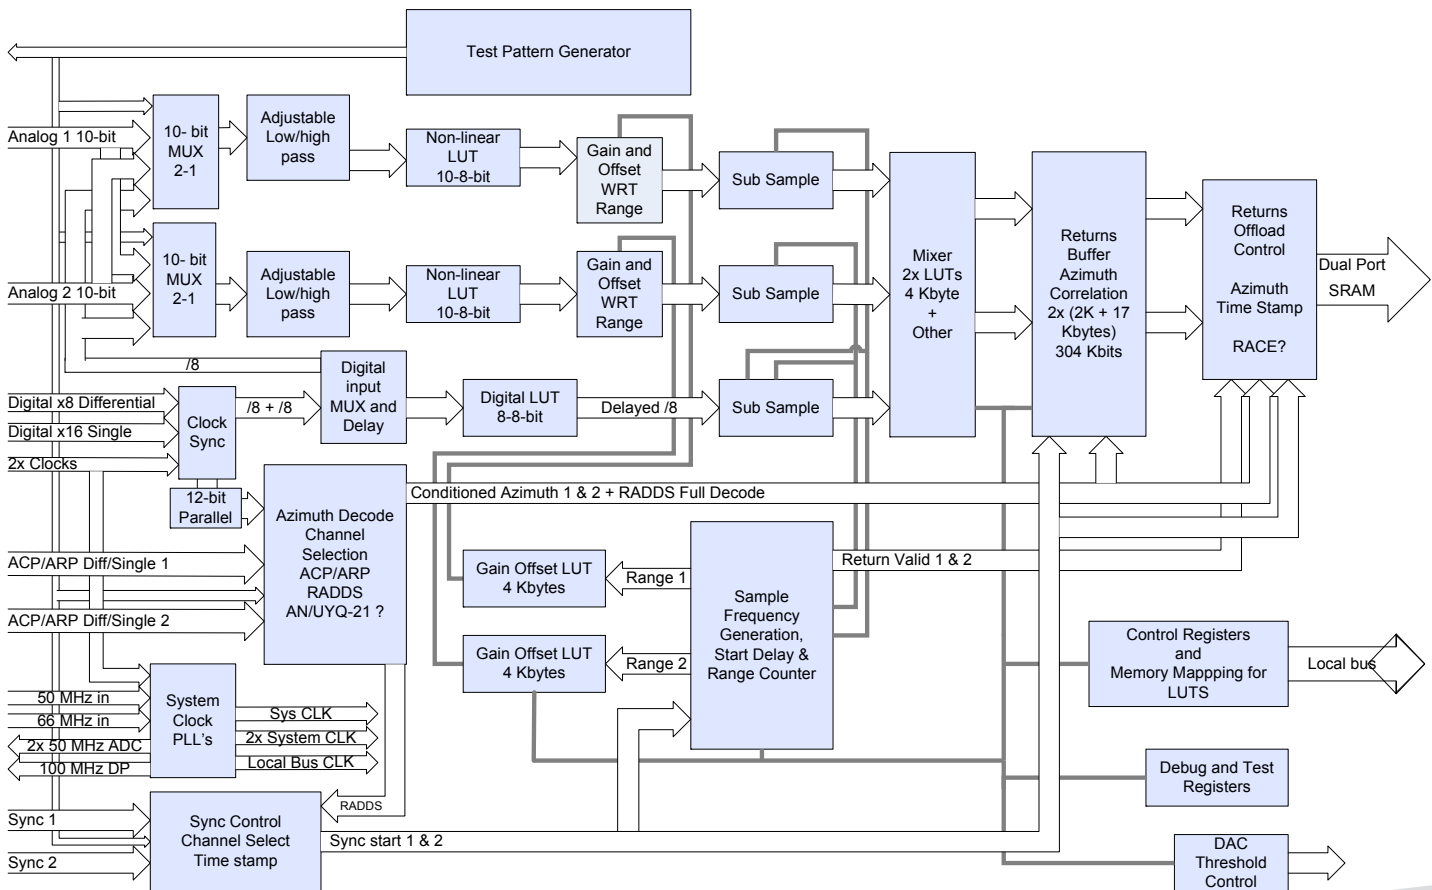 Test Pattern Generator
Analog 1 10-bit
10- bit
MUX
2-1
Adjustable
Low/high
pass
Non-linear
LUT
10-8-bit
Gain and
Offset
WRT
Range
Sub Sample
Analog 2 10-bit
10- bit
MUX
2-1
Adjustable
Low/high
pass
Non-linear
LUT
10-8-bit
Gain and
Offset
WRT
Range
Sub Sample
Mixer
2x LUTs
4 Kbyte
+
Other
Returns
Buffer
Azimuth
Correlation
2x (2K + 17
Kbytes)
304 Kbits
Returns
Offload
Control
Azimuth
Time Stamp
RACE?
Dual Port
SRAM
/8
Digital x8 Differential
Digital x16 Single
2x Clocks
Clock
Sync
/8 + /8
Digital
input
MUX and
Delay
Digital LUT
8-8-bit
Delayed /8
Sub Sample
12-bit
Parallel
Azimuth Decode
Channel
Selection
ACP/ARP
RADDS
AN/UYQ-21 ?
Conditioned Azimuth 1 & 2 + RADDS Full Decode
ACP/ARP Diff/Single 1
ACP/ARP Diff/Single 2
Gain Offset LUT
4 Kbytes
Range 1
Gain Offset LUT
4 Kbytes
Range 2
Sample
Frequency
Generation,
Start Delay &
Range Counter
Return Valid 1 & 2
Control Registers
and
Memory Mappping for
LUTS
Local bus
50 MHz in
66 MHz in
2x 50 MHz ADC
100 MHz DP
System
Clock
PLL's
Sys CLK
2x System CLK
Local Bus CLK
Debug and Test
Registers
RADDS
Sync 1
Sync 2
Sync Control
Channel Select
Time stamp
Sync start 1 & 2
DAC
Threshold
Control